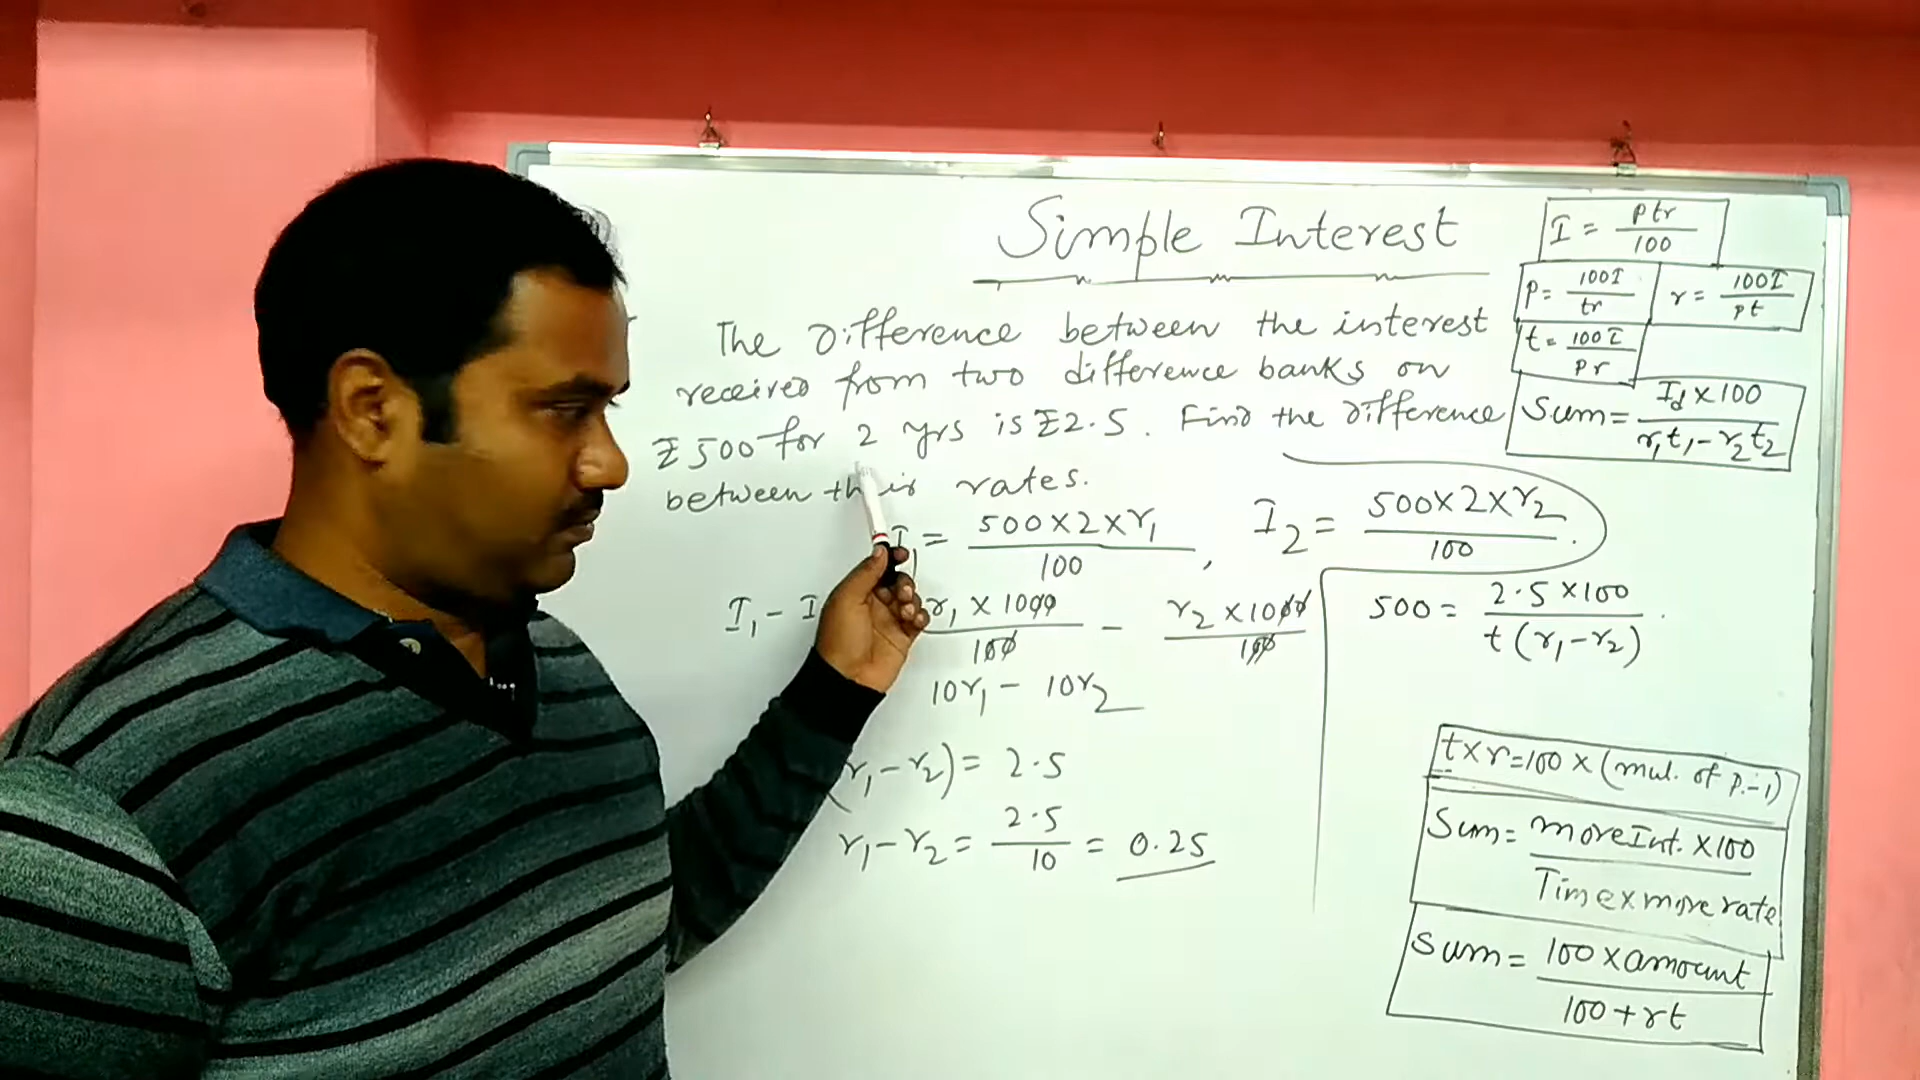 Simple Interest
The Difference between the interest
received from two difference banks on
₹500 for 2 yrs is ₹2.5. Find the difference
between their rates.
I₁ = 500×2×r₁/100 , I₂ = 500×2×r₂/100 .
I₁ - I r₁ × 1000/100 - r₂ × 1000/100
10r₁ - 10r₂
(r₁-r₂) = 2.5
r₁-r₂ = 2.5/10 = 0.25
500 = 2.5×100/t(r₁-r₂) .
I = ptr/100
P = 100I/tr
r = 100I/pt
t = 100I/pr
Sum = I_d×100/r₁t₁-r₂t₂
t×r=100×(mul. of p.-1)
Sum = more Int. ×100/Time×more rate
Sum = 100×amount/100+rt